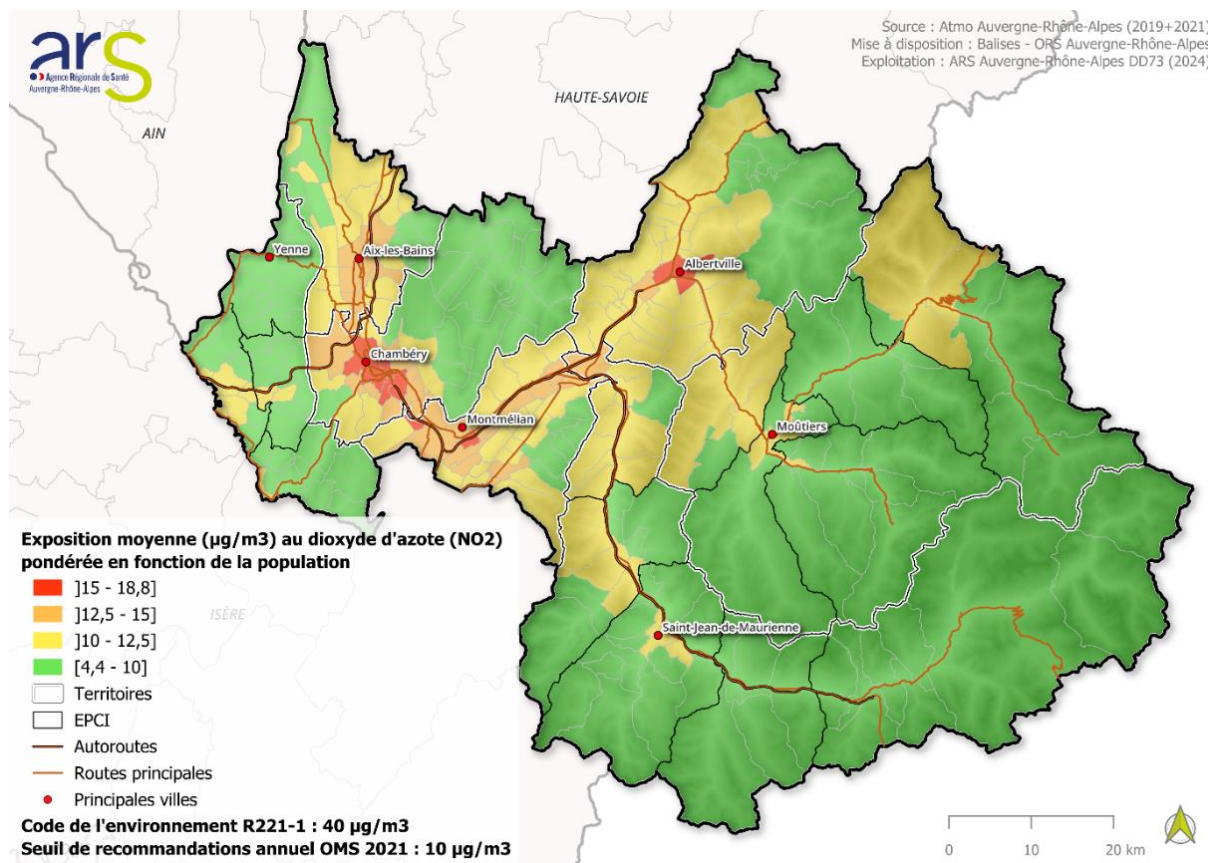 ars
Agence Régionale de Santé
Auvergne-Rhône-Alpes
Source : Atmo Auvergne-Rhône-Alpes (2019+2021)
Mise à disposition : Balises - ORS Auvergne-Rhône-Alpes
Exploitation : ARS Auvergne-Rhône-Alpes DD73 (2024)
HAUTE-SAVOIE
AIN
Yenne
Aix-les-Bains
Albertville
Chambéry
Montmélian
Moûtiers
Saint-Jean-de-Maurienne
ISÈRE
Exposition moyenne (µg/m3) au dioxyde d'azote (NO2)
pondérée en fonction de la population
]15 - 18,8]
]12,5 - 15]
]10 - 12,5]
[4,4 - 10]
Territoires
EPCI
Autoroutes
Routes principales
Principales villes
Code de l'environnement R221-1 : 40 µg/m3
Seuil de recommandations annuel OMS 2021 : 10 µg/m3
0 10 20 km